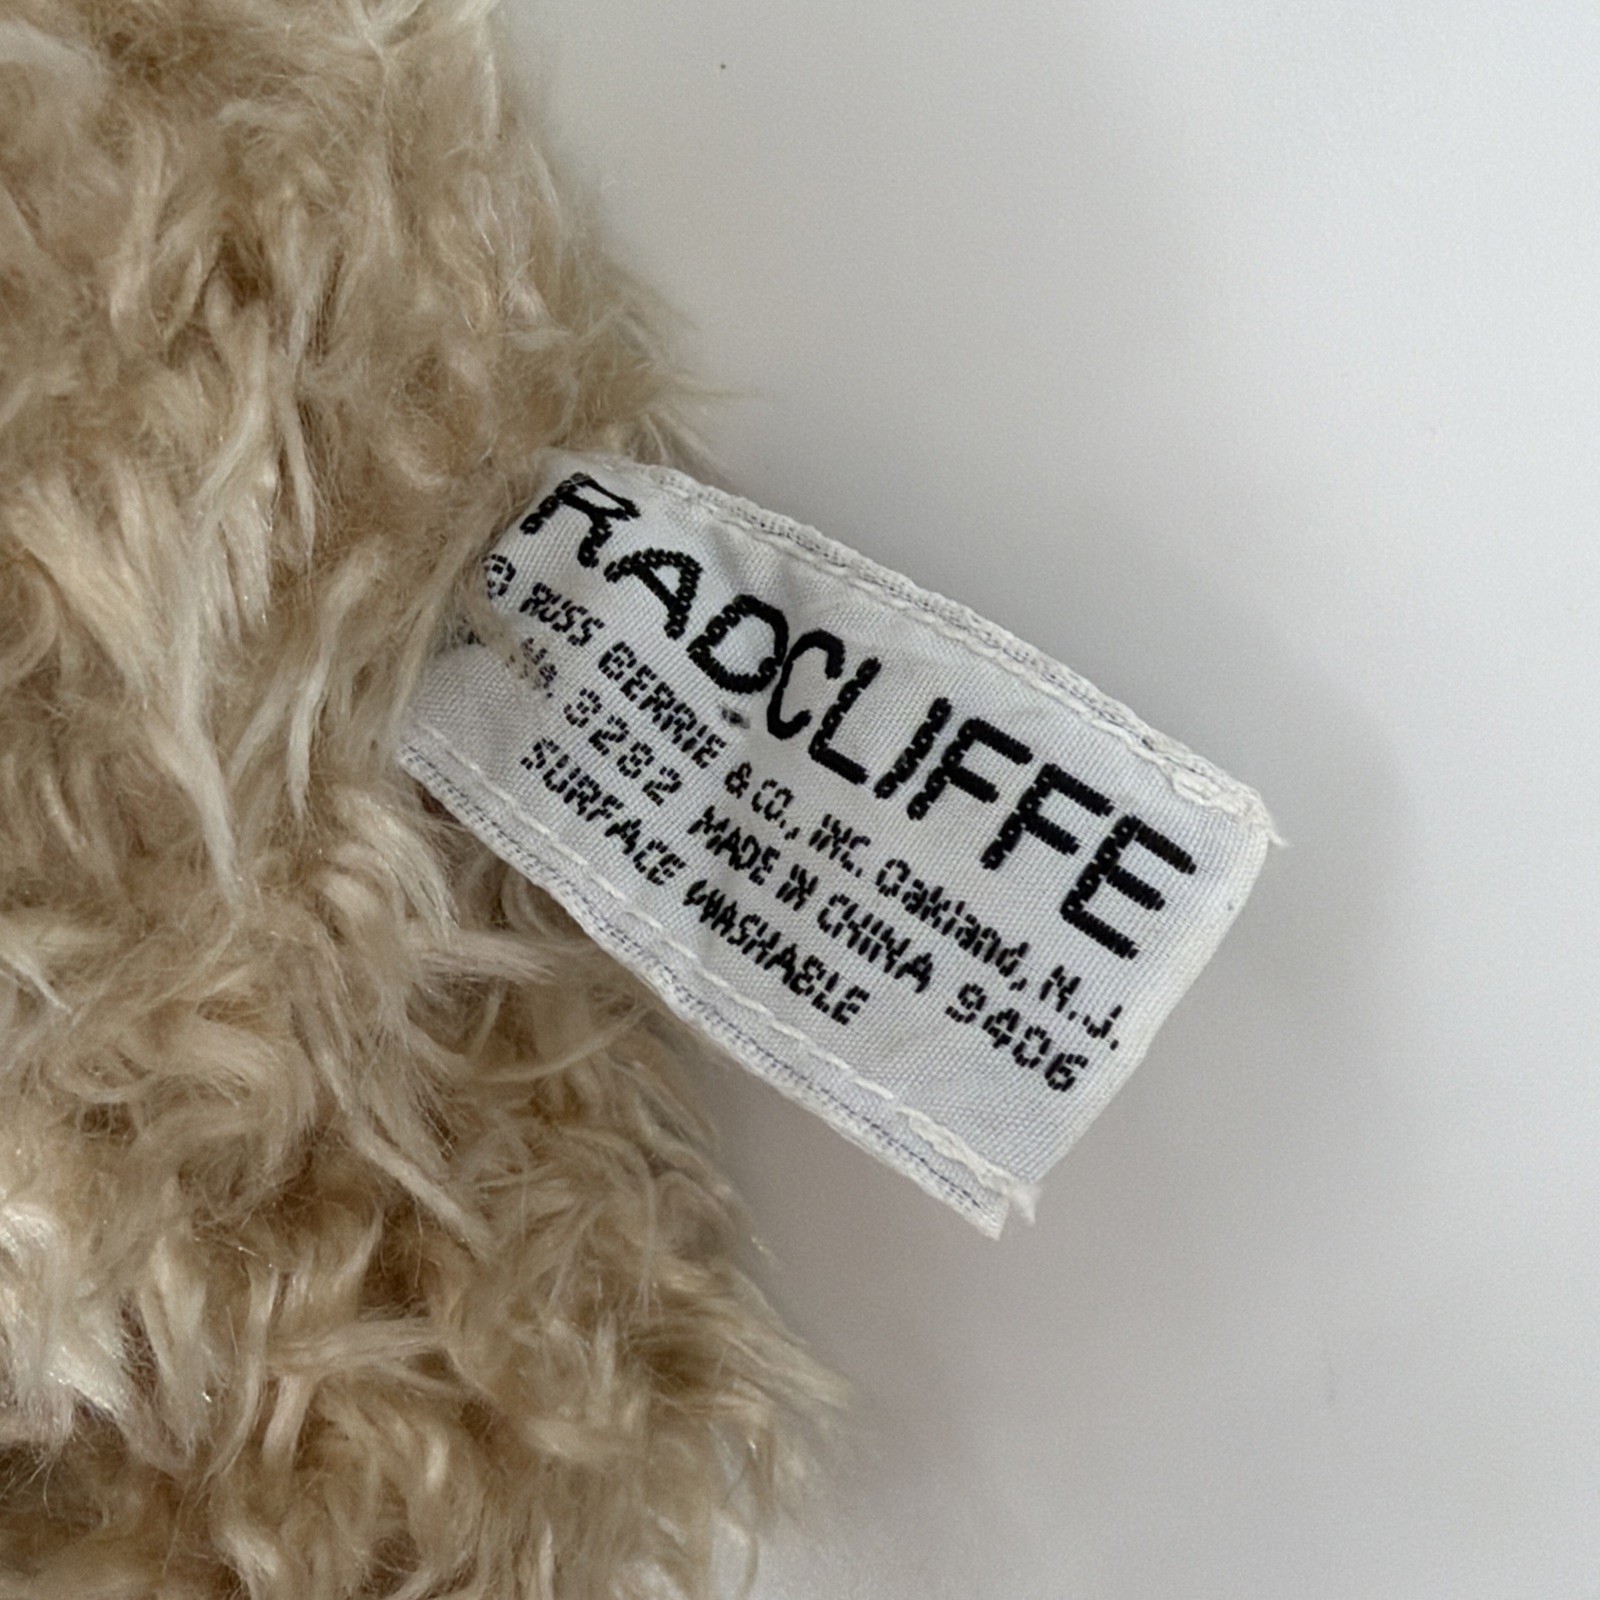 RADCLIFFE
© RUSS BERRIE & CO., INC. Oakland, N.J.
3282 MADE IN CHINA 9406
SURFACE WASHABLE